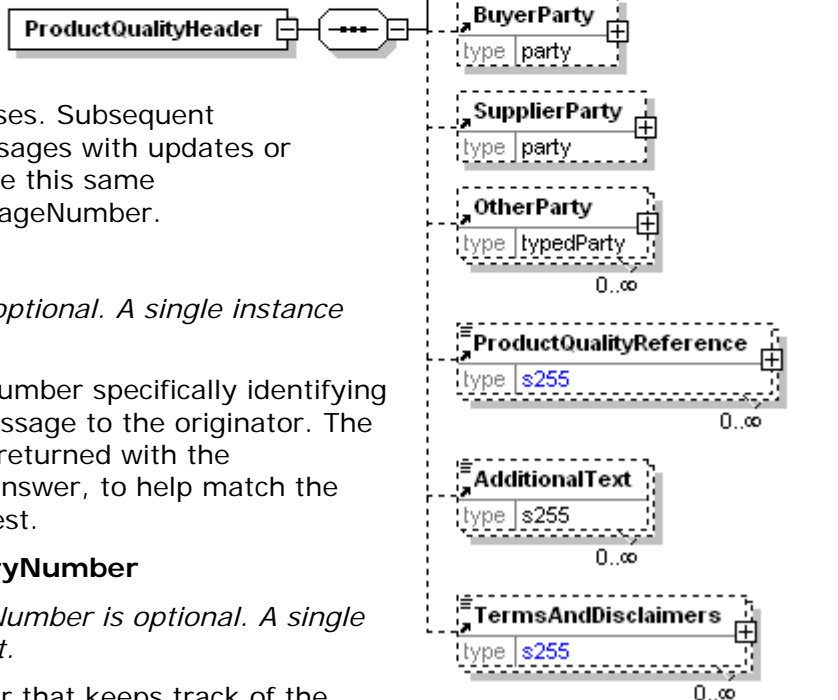 ProductQualityHeader
BuyerParty
type party
SupplierParty
type party
OtherParty
type typedParty
0..∞
ProductQualityReference
type s255
0..∞
AdditionalText
type s255
0..∞
TermsAndDisclaimers
type s255
0..∞
ses. Subsequent
sages with updates or
e this same
ageNumber.
optional. A single instance
umber specifically identifying
ssage to the originator. The
returned with the
nswer, to help match the
est.
ryNumber
Number is optional. A single
t.
r that keeps track of the